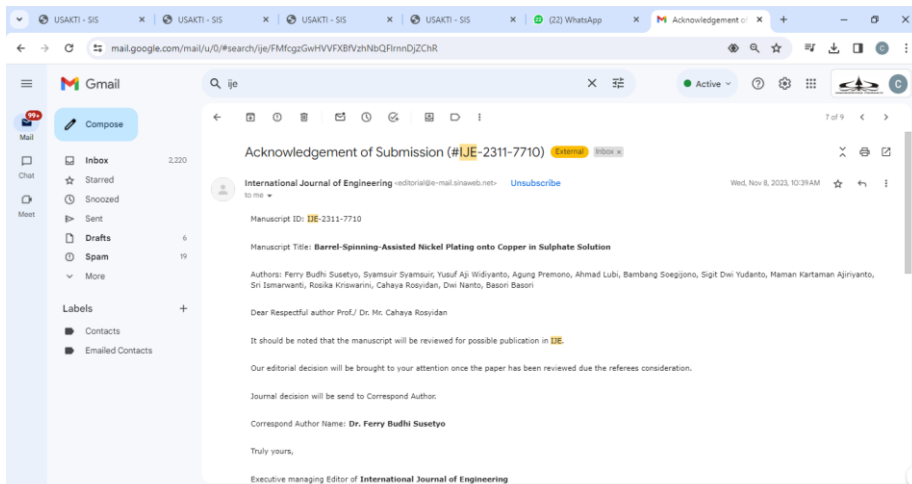 USAKTI - SIS
USAKTI - SIS
USAKTI - SIS
USAKTI - SIS
(22) WhatsApp
Acknowledgement of
mail.google.com/mail/u/0/#search/ije/FMfcgzGwHVVFXBfVzhNbQFlrnnDjZChR
Gmail
ije
Active
C
99+
Mail
Chat
Meet
Compose
Inbox 2,220
Starred
Snoozed
Sent
Drafts 6
Spam 19
More
Labels
Contacts
Emailed Contacts
7 of 9
Acknowledgement of Submission (#IJE-2311-7710) External Inbox x
International Journal of Engineering <editorial@e-mail.sinaweb.net> Unsubscribe
Wed, Nov 8, 2023, 10:39 AM
to me
Manuscript ID: IJE-2311-7710
Manuscript Title: Barrel-Spinning-Assisted Nickel Plating onto Copper in Sulphate Solution
Authors: Ferry Budhi Susetyo, Syamsuir Syamsuir, Yusuf Aji Widiyanto, Agung Premono, Ahmad Lubi, Bambang Soegijono, Sigit Dwi Yudanto, Maman Kartaman Ajiriyanto,
Sri Ismarwanti, Rosika Kriswarini, Cahaya Rosyidan, Dwi Nanto, Basori Basori
Dear Respectful author Prof./ Dr. Mr. Cahaya Rosyidan
It should be noted that the manuscript will be reviewed for possible publication in IJE.
Our editorial decision will be brought to your attention once the paper has been reviewed due the referees consideration.
Journal decision will be send to Correspond Author.
Correspond Author Name: Dr. Ferry Budhi Susetyo
Truly yours,
Executive managing Editor of International Journal of Engineering